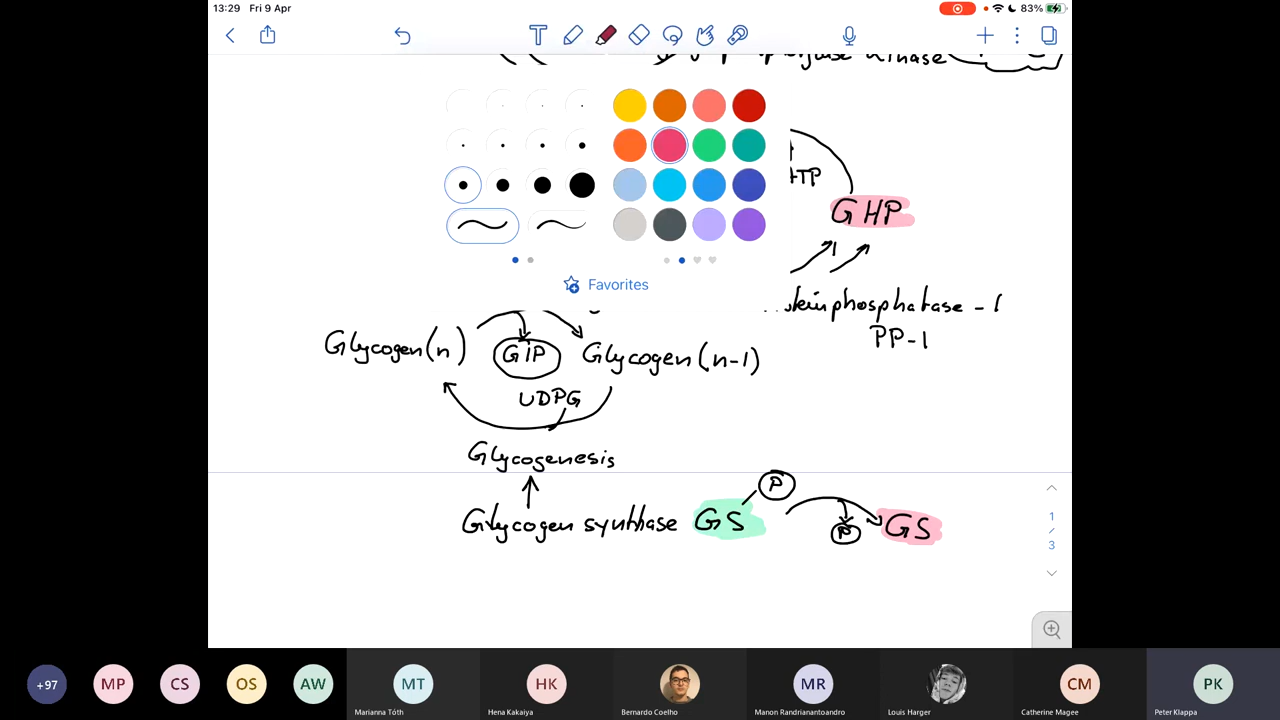 13:29 Fri 9 Apr
83%
kinase
ATP
GHP
phosphatase - 1
PP-1
Glycogen(n)
G1P
Glycogen(n-1)
UDPG
Glycogenesis
P
Glycogen synthase GS
P
GS
1
/
3
Favorites
+97
MP
CS
OS
AW
MT
Marianna Tóth
HK
Hena Kakaiya
Bernardo Coelho
MR
Manon Randrianantoandro
Louis Harger
CM
Catherine Magee
PK
Peter Klappa